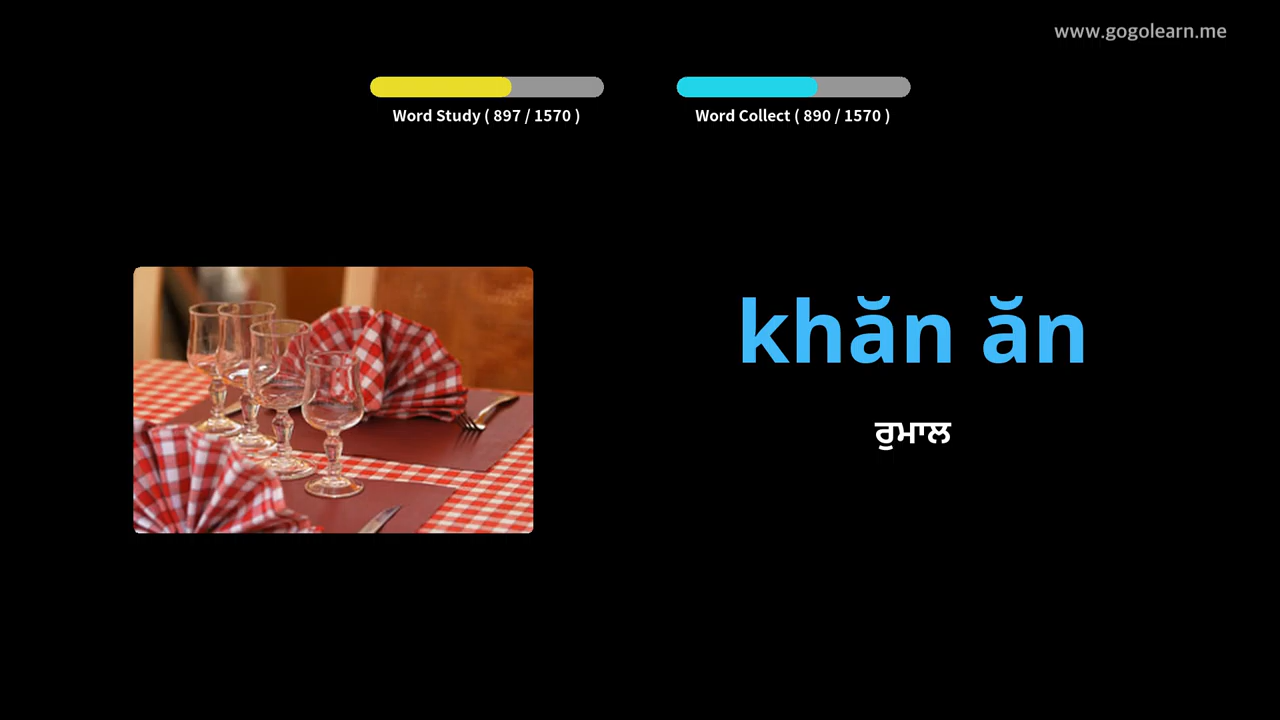 www.gogolearn.me
Word Study ( 897 / 1570 )
Word Collect ( 890 / 1570 )
khăn ăn
ਰੁਮਾਲ